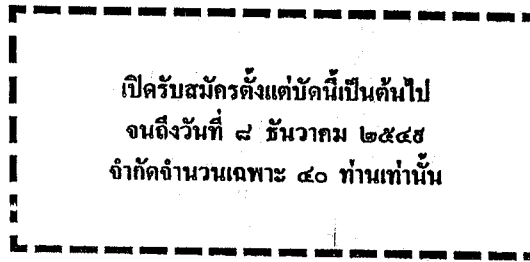 เปิดรับสมัครตั้งแต่บัดนี้เป็นต้นไป
จนถึงวันที่ ๘ ธันวาคม ๒๕๔๙
จำกัดจำนวนเฉพาะ ๔๐ ท่านเท่านั้น